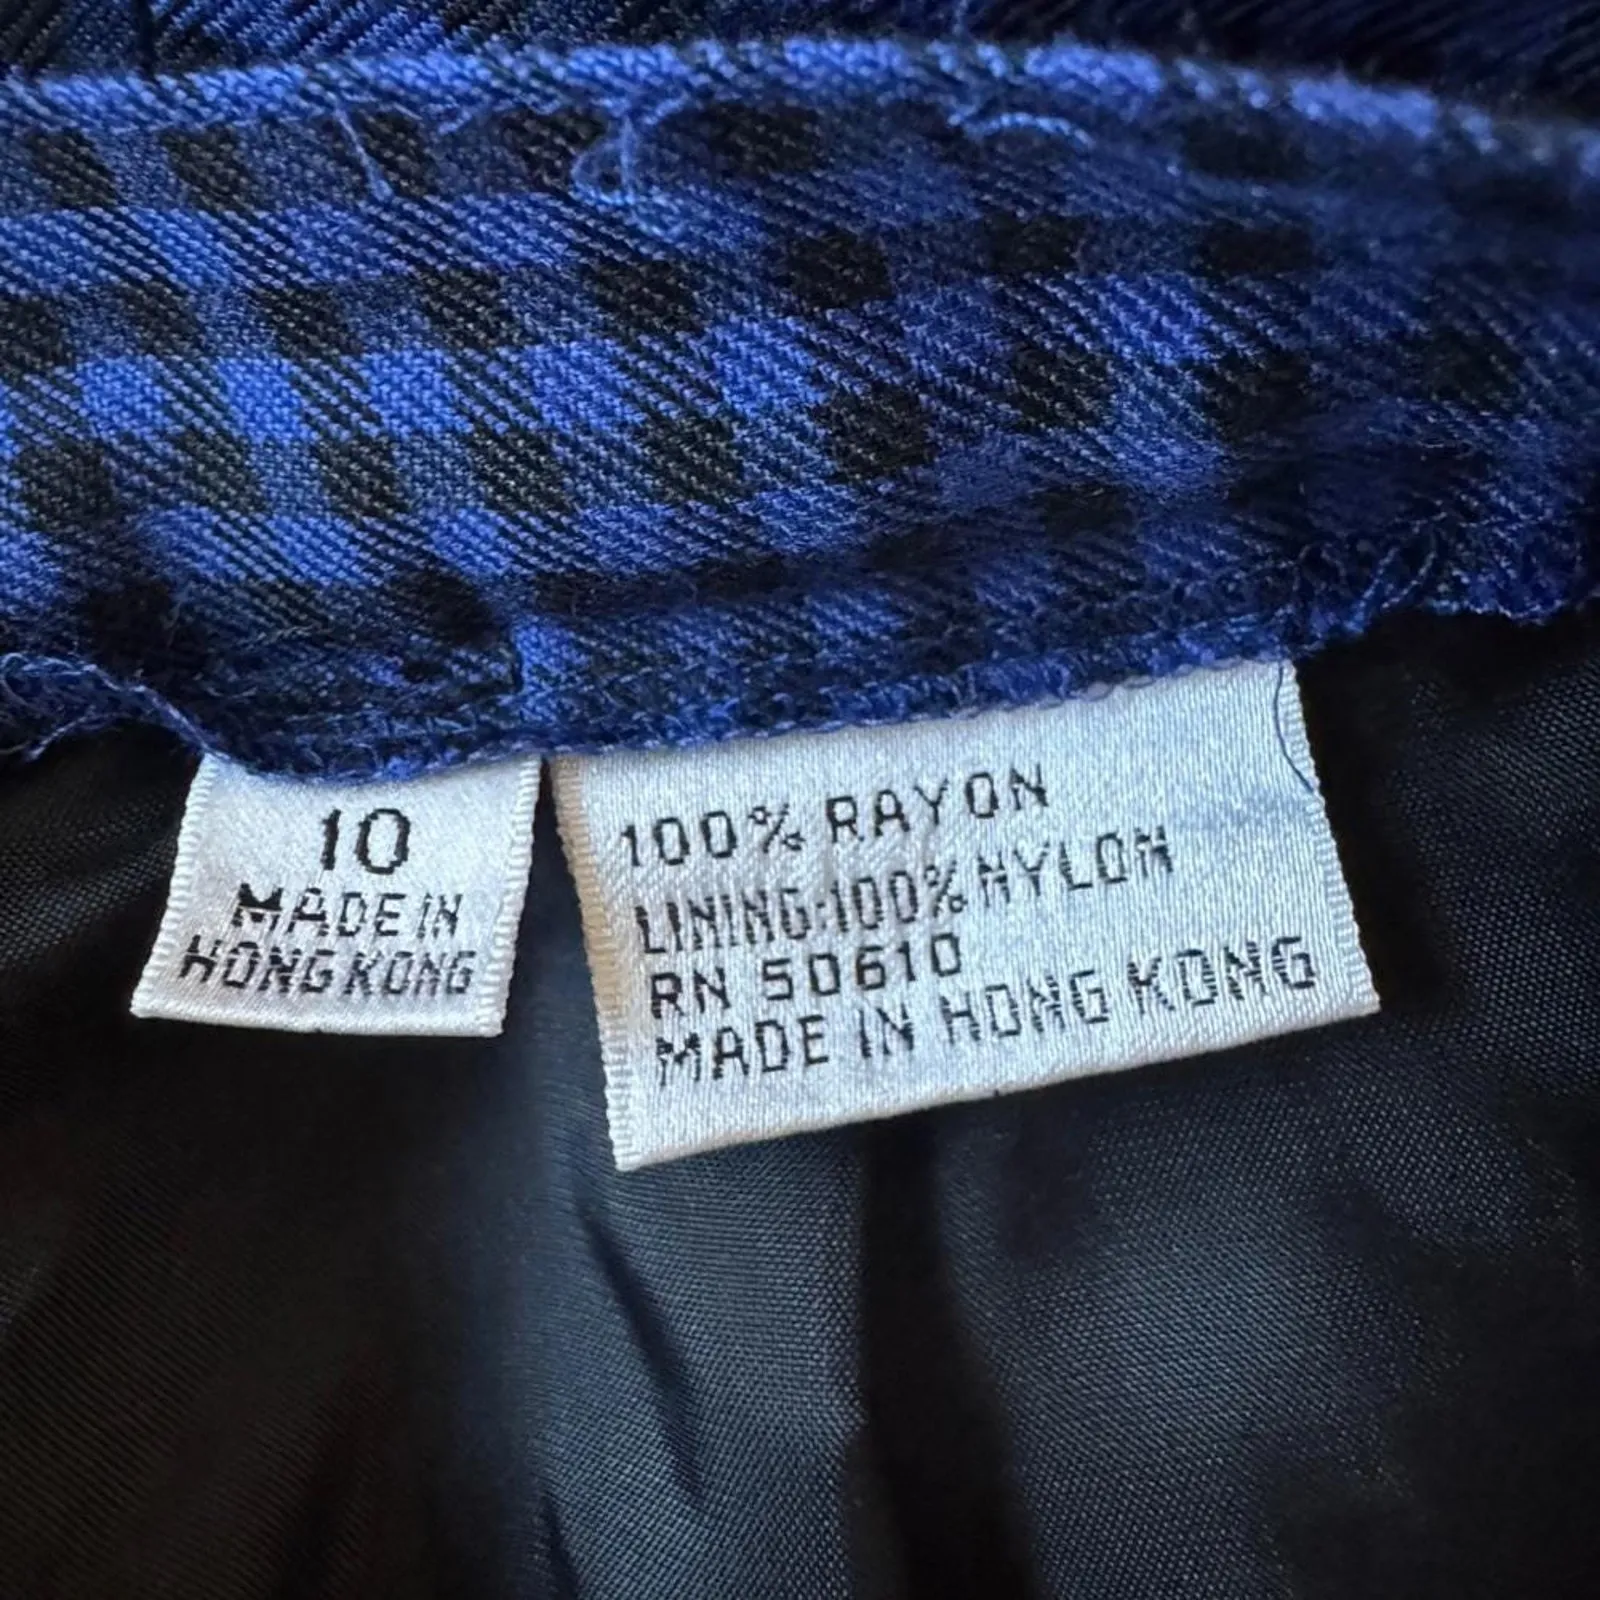 10
MADE IN
HONG KONG
100% RAYON
LINING:100% NYLON
RN 50610
MADE IN HONG KONG